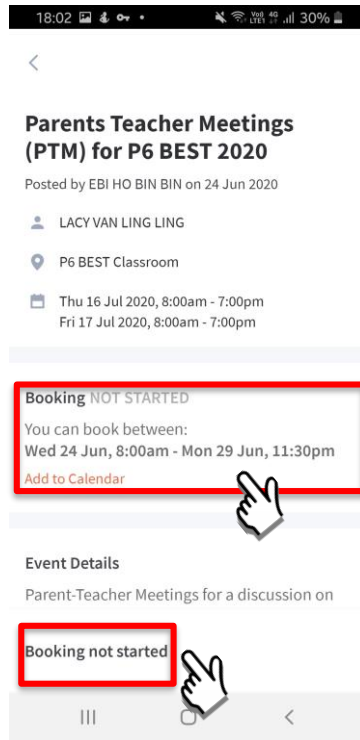 18:02 Vo)) LTE1 4G 30%
Parents Teacher Meetings
(PTM) for P6 BEST 2020
Posted by EBI HO BIN BIN on 24 Jun 2020
LACY VAN LING LING
P6 BEST Classroom
Thu 16 Jul 2020, 8:00am - 7:00pm
Fri 17 Jul 2020, 8:00am - 7:00pm
Booking NOT STARTED
You can book between:
Wed 24 Jun, 8:00am - Mon 29 Jun, 11:30pm
Add to Calendar
Event Details
Parent-Teacher Meetings for a discussion on
Booking not started